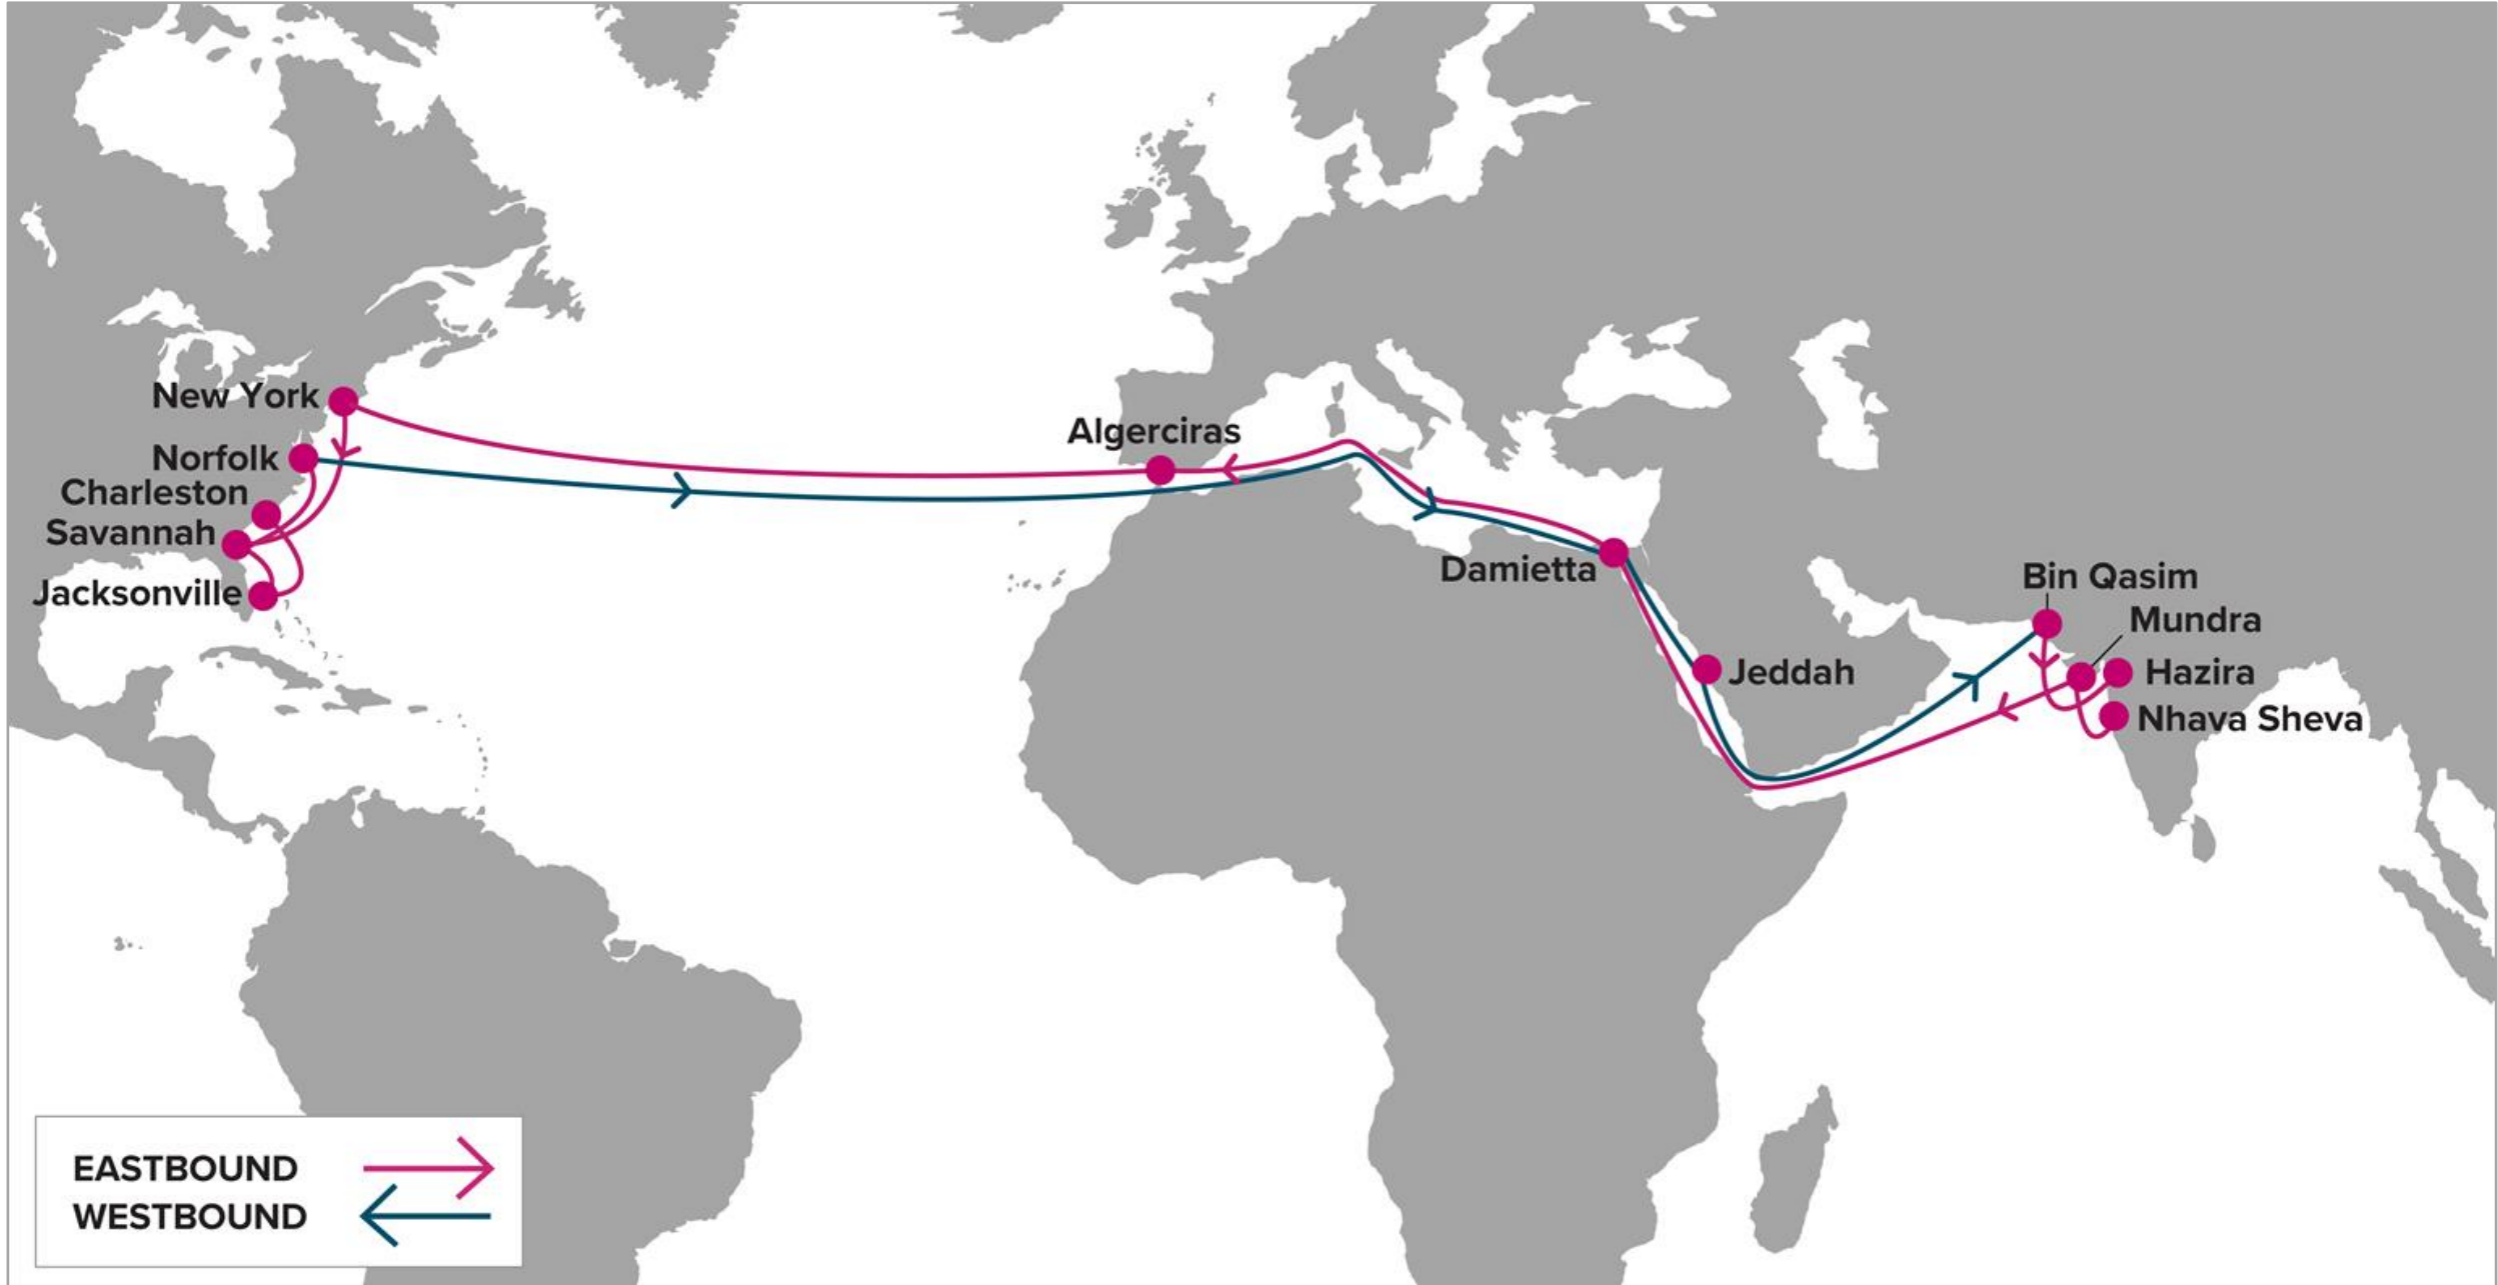 New York
Norfolk
Charleston
Savannah
Jacksonville
Algerciras
Damietta
Jeddah
Bin Qasim
Mundra
Hazira
Nhava Sheva
EASTBOUND
WESTBOUND